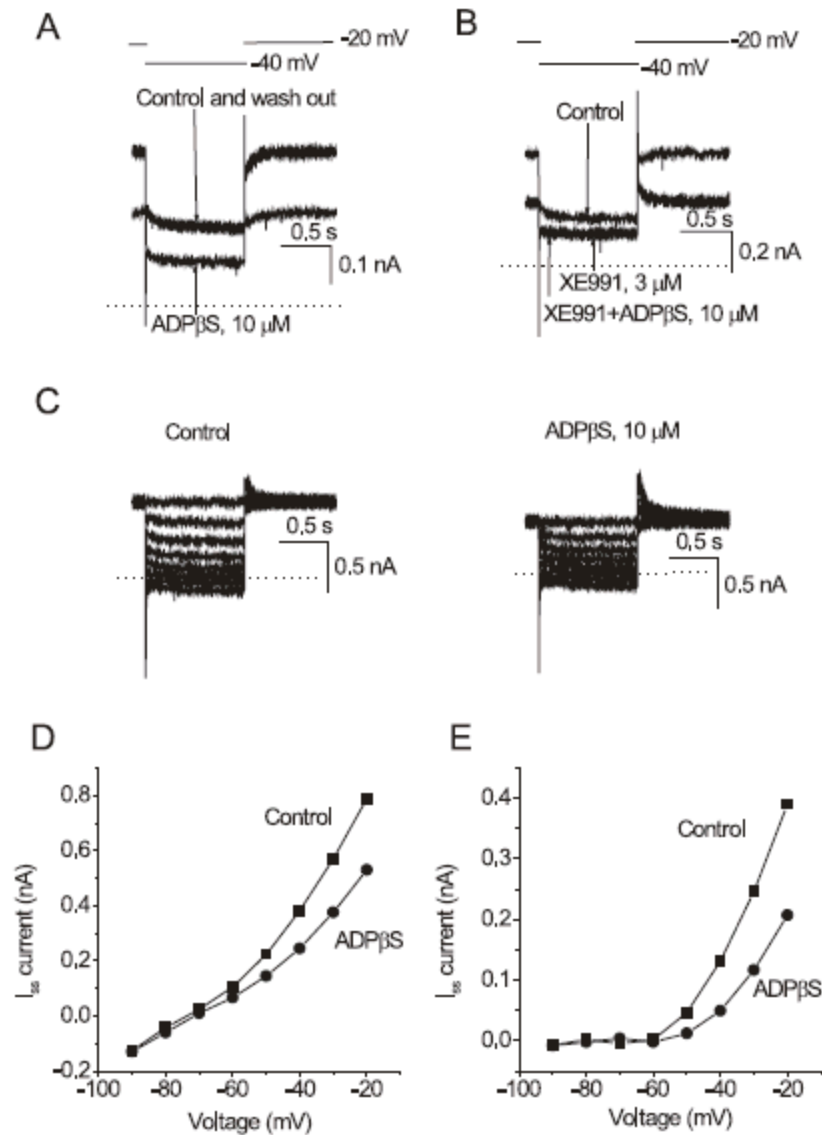 A
-20 mV
-40 mV
Control and wash out
0.5 s
0.1 nA
ADPβS, 10 µM
B
-20 mV
-40 mV
Control
0.5 s
0.2 nA
XE991, 3 µM
XE991+ADPβS, 10 µM
C
Control
0,5 s
0.5 nA
ADPβS, 10 µM
0,5 s
0.5 nA
D
0.8
0.6
0.4
0.2
0.0
-0.2
-100 -80 -60 -40 -20
Iss current (nA)
Voltage (mV)
Control
ADPβS
E
0.4
0.3
0.2
0.1
0.0
-100 -80 -60 -40 -20
Iss current (nA)
Voltage (mV)
Control
ADPβS